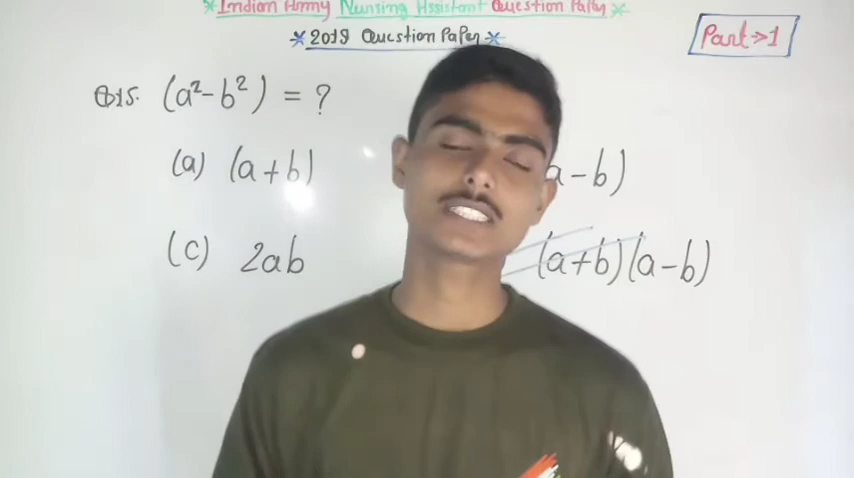 *Indian Army Nursing Assistant Question Paper*
*2019 Question Paper*
Part→1
Q15. (a²-b²) = ?
(a) (a+b)
a-b)
(c) 2ab
(a+b)(a-b)